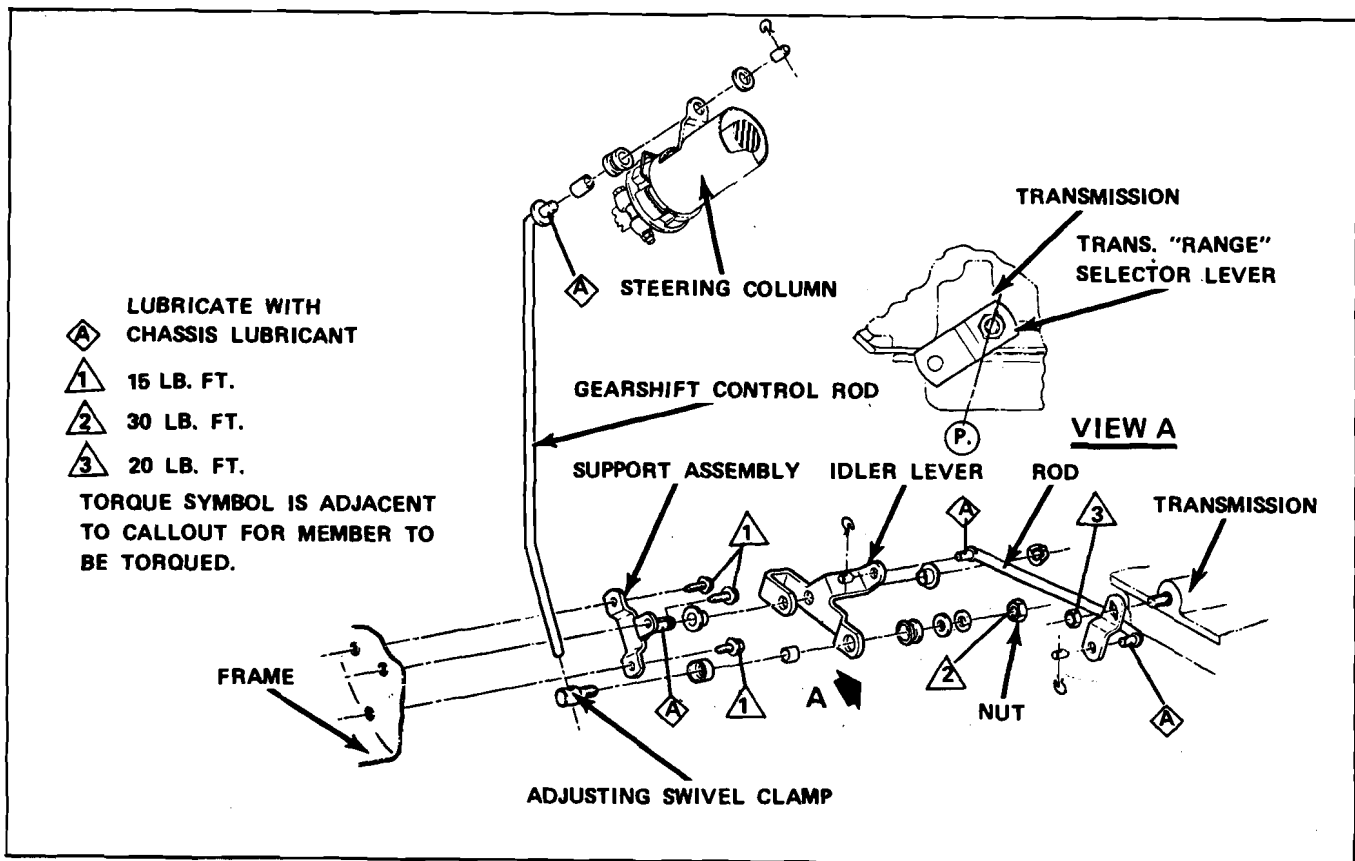 TRANSMISSION
TRANS. "RANGE"
SELECTOR LEVER
A STEERING COLUMN
LUBRICATE WITH
A CHASSIS LUBRICANT
1 15 LB. FT.
2 30 LB. FT.
3 20 LB. FT.
TORQUE SYMBOL IS ADJACENT
TO CALLOUT FOR MEMBER TO
BE TORQUED.
GEARSHIFT CONTROL ROD
P.
VIEW A
SUPPORT ASSEMBLY
IDLER LEVER
ROD
TRANSMISSION
A
3
1
FRAME
2
NUT
A
1
A
A
ADJUSTING SWIVEL CLAMP